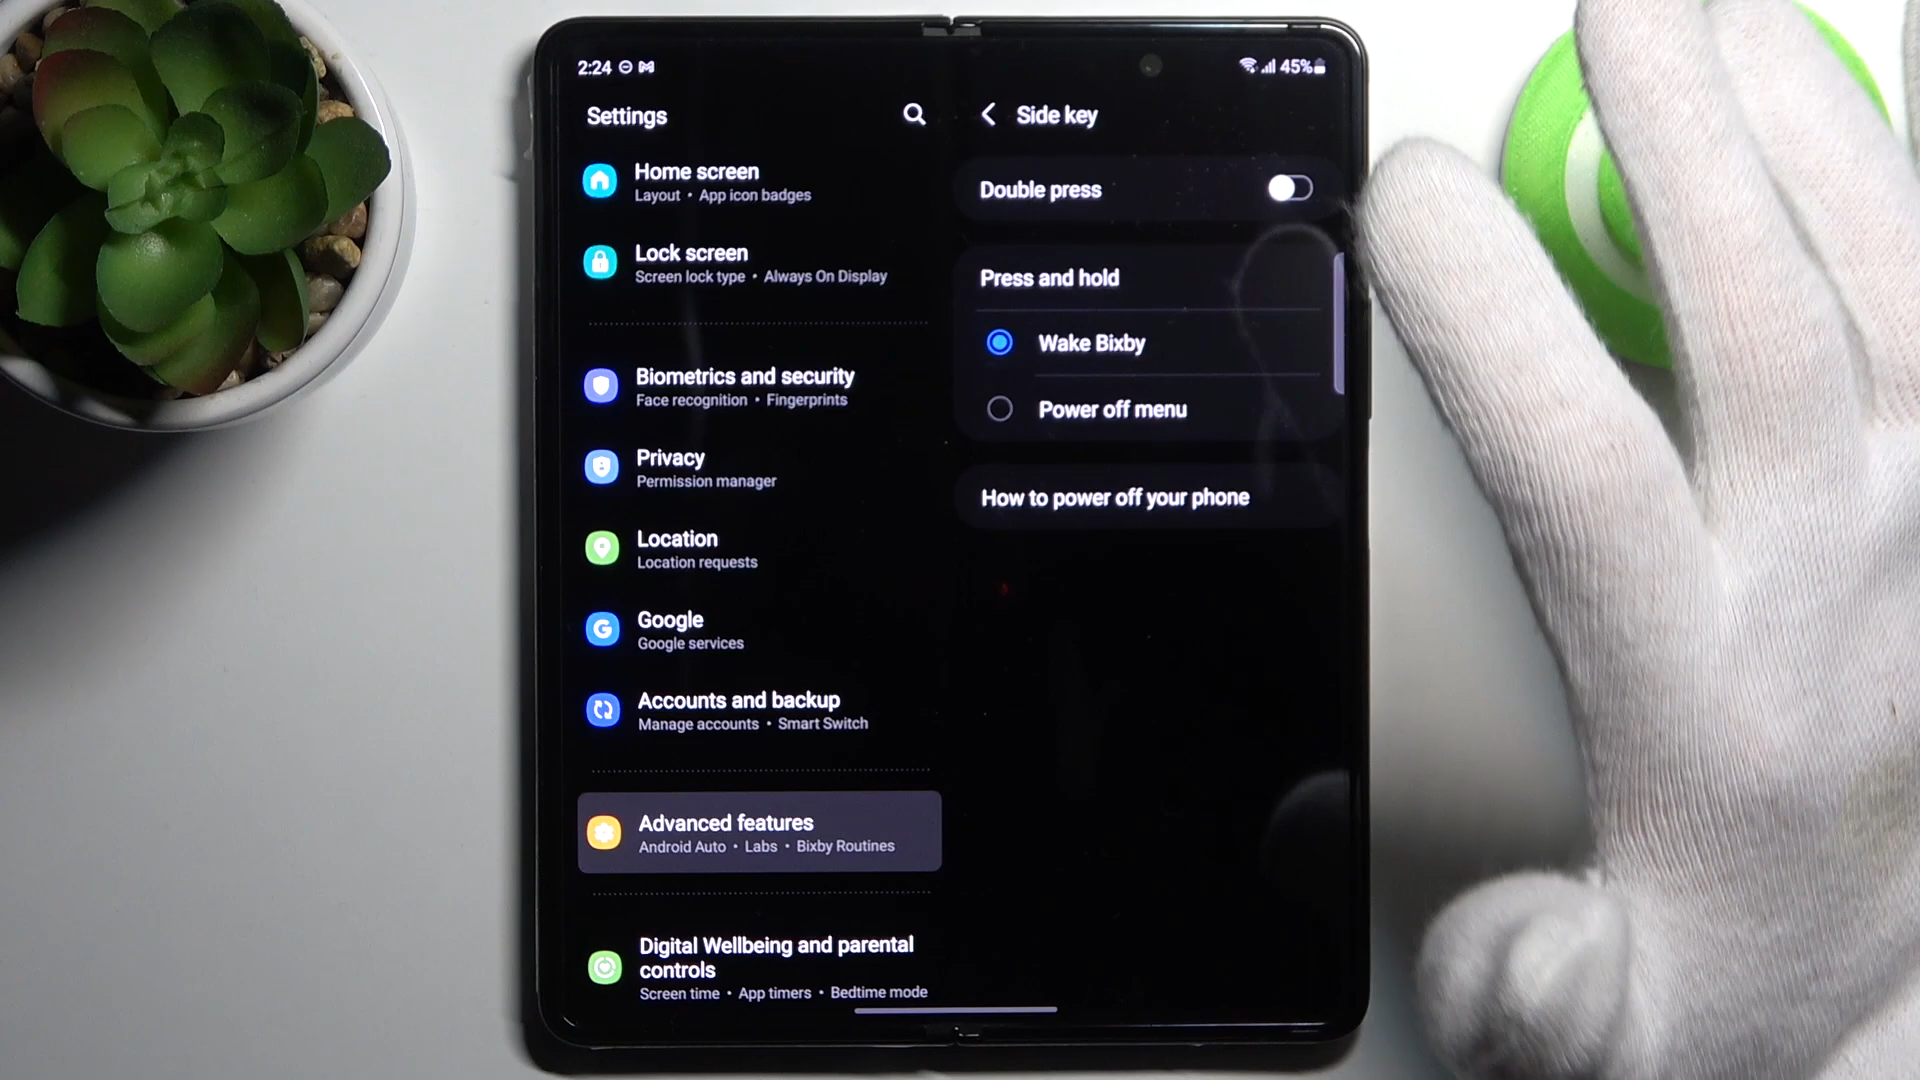 2:24
45%
Settings
Home screen
Layout • App icon badges
Lock screen
Screen lock type • Always On Display
Biometrics and security
Face recognition • Fingerprints
Privacy
Permission manager
Location
Location requests
Google
Google services
Accounts and backup
Manage accounts • Smart Switch
Advanced features
Android Auto • Labs • Bixby Routines
Digital Wellbeing and parental
controls
Screen time • App timers • Bedtime mode
Side key
Double press
Press and hold
Wake Bixby
Power off menu
How to power off your phone